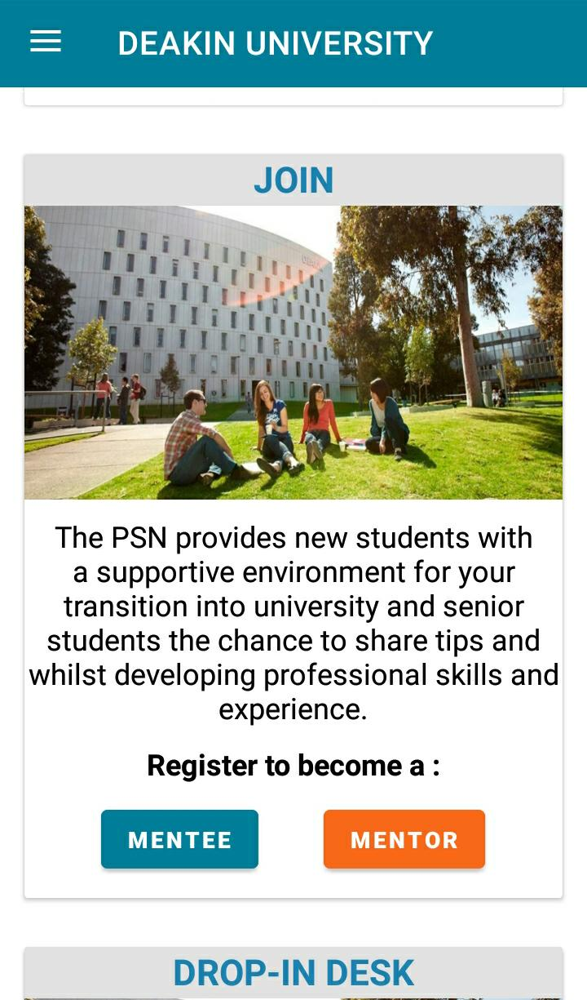 DEAKIN UNIVERSITY
JOIN
DEAKIN
The PSN provides new students with
a supportive environment for your
transition into university and senior
students the chance to share tips and
whilst developing professional skills and
experience.
Register to become a :
MENTEE MENTOR
DROP-IN DESK